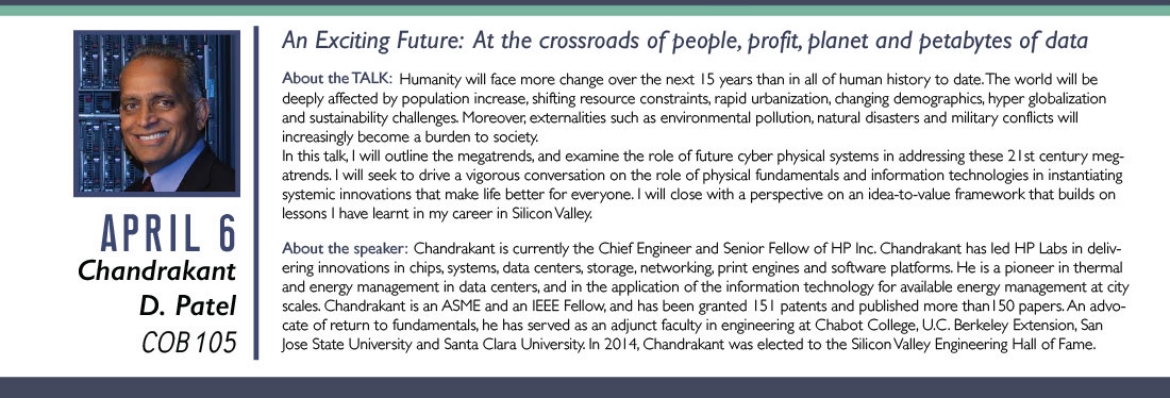 An Exciting Future: At the crossroads of people, profit, planet and petabytes of data
About the TALK: Humanity will face more change over the next 15 years than in all of human history to date. The world will be
deeply affected by population increase, shifting resource constraints, rapid urbanization, changing demographics, hyper globalization
and sustainability challenges. Moreover, externalities such as environmental pollution, natural disasters and military conflicts will
increasingly become a burden to society.
In this talk, I will outline the megatrends, and examine the role of future cyber physical systems in addressing these 21st century meg-
atrends. I will seek to drive a vigorous conversation on the role of physical fundamentals and information technologies in instantiating
systemic innovations that make life better for everyone. I will close with a perspective on an idea-to-value framework that builds on
lessons I have learnt in my career in Silicon Valley.
APRIL 6
Chandrakant
D. Patel
COB 105
About the speaker: Chandrakant is currently the Chief Engineer and Senior Fellow of HP Inc. Chandrakant has led HP Labs in deliv-
ering innovations in chips, systems, data centers, storage, networking, print engines and software platforms. He is a pioneer in thermal
and energy management in data centers, and in the application of the information technology for available energy management at city
scales. Chandrakant is an ASME and an IEEE Fellow, and has been granted 151 patents and published more than150 papers. An advo-
cate of return to fundamentals, he has served as an adjunct faculty in engineering at Chabot College, U.C. Berkeley Extension, San
Jose State University and Santa Clara University. In 2014, Chandrakant was elected to the Silicon Valley Engineering Hall of Fame.